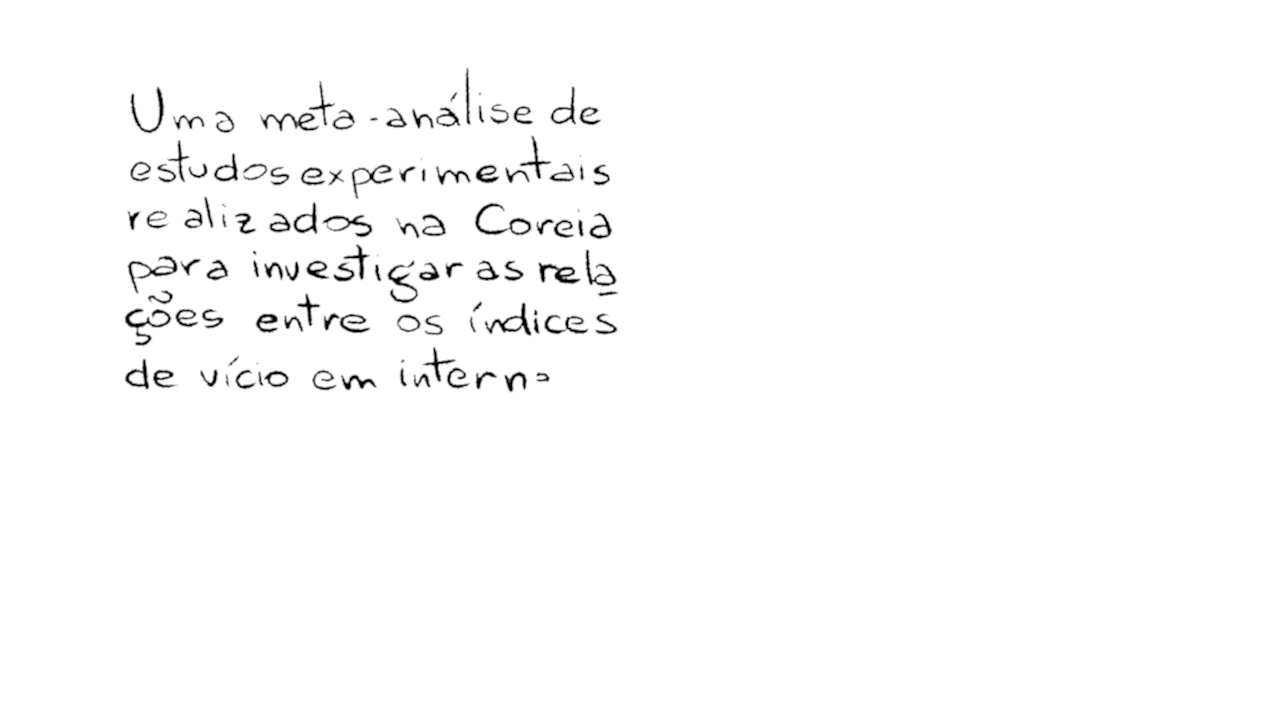 Uma meta-análise de
estudos experimentais
realizados na Coreia
para investigar as rela
ções entre os índices
de vício em intern